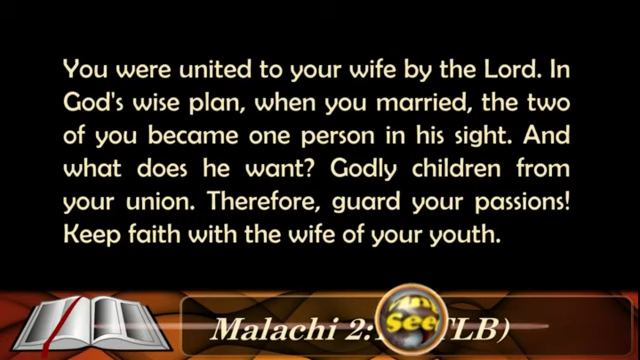 You were united to your wife by the Lord. In
God's wise plan, when you married, the two
of you became one person in his sight. And
what does he want? Godly children from
your union. Therefore, guard your passions!
Keep faith with the wife of your youth.
Malachi 2: TLB)
In
See